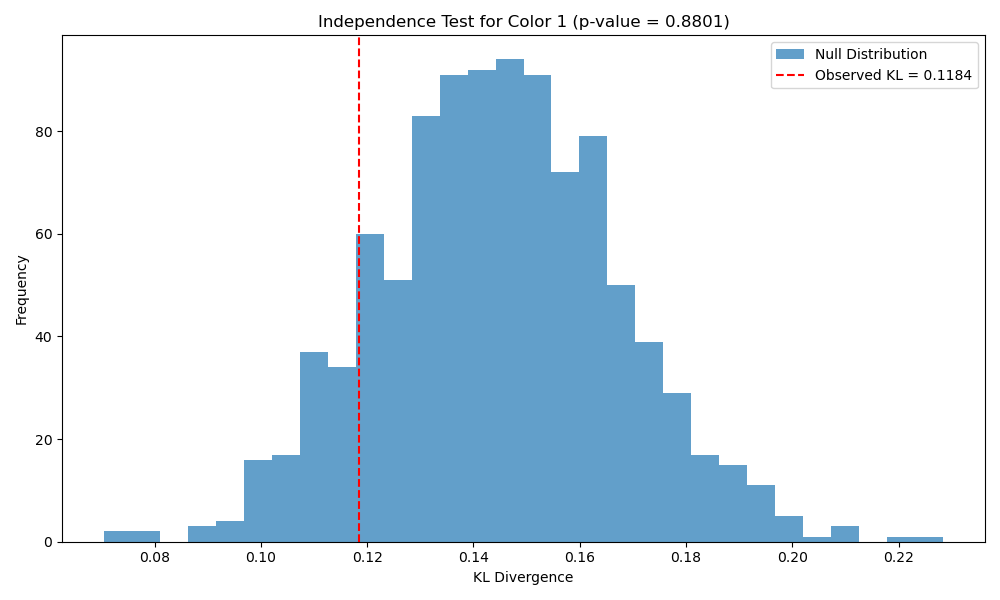 Independence Test for Color 1 (p-value = 0.8801)
Null Distribution
Observed KL = 0.1184
Frequency
80
60
40
20
0
0.08 0.10 0.12 0.14 0.16 0.18 0.20 0.22
KL Divergence